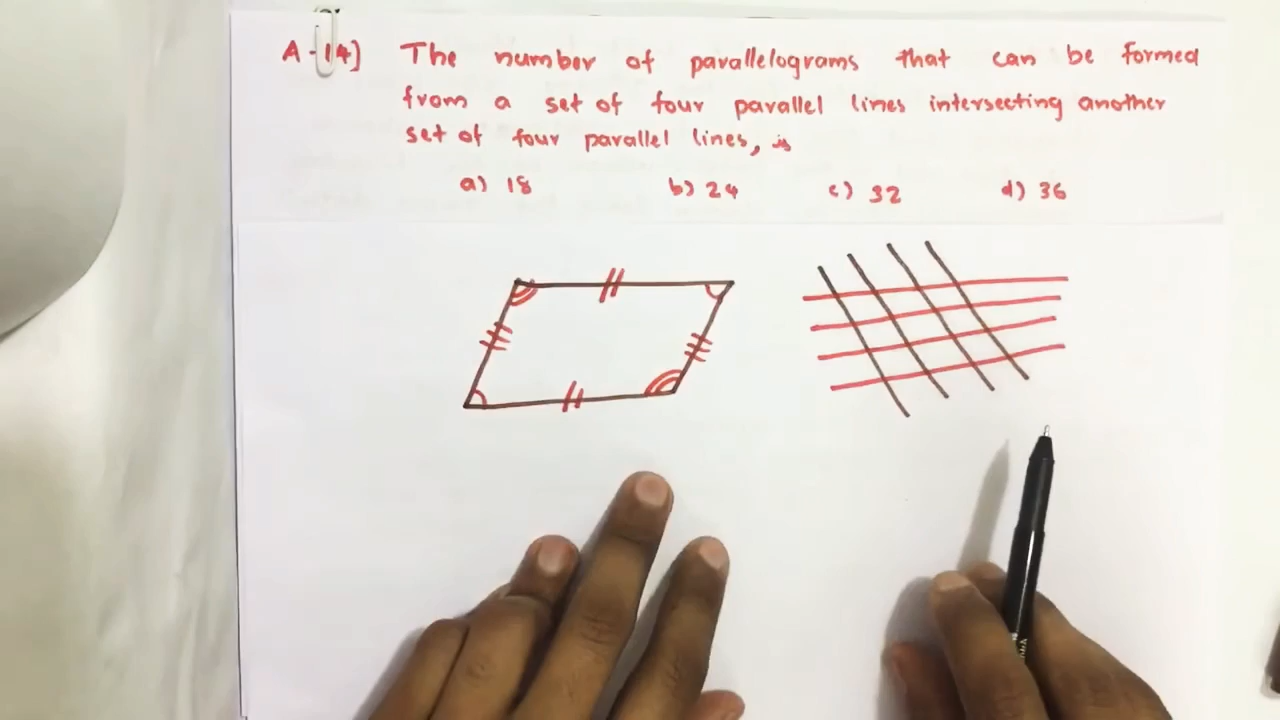 A-14] The number of parallelograms that can be formed
from a set of four parallel lines intersecting another
set of four parallel lines, is
a) 18 b) 24 c) 32 d) 36